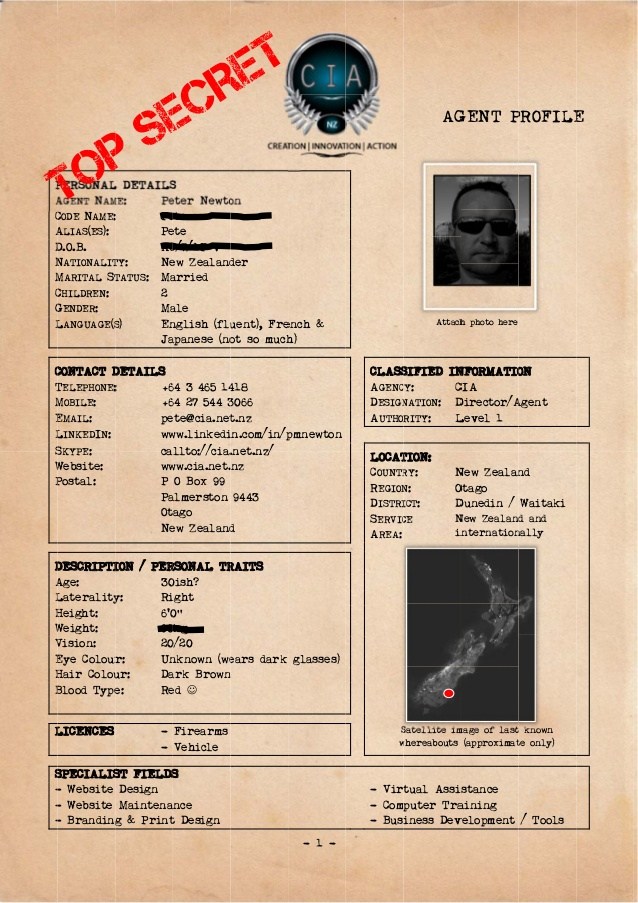 TOP SECRET
CIA
NZ
CREATION | INNOVATION | ACTION
AGENT PROFILE
PERSONAL DETAILS
AGENT NAME: Peter Newton
CODE NAME:
ALIAS(ES): Pete
D.O.B.
NATIONALITY: New Zealander
MARITAL STATUS: Married
CHILDREN: 2
GENDER: Male
LANGUAGE(S) English (fluent), French &
Japanese (not so much)
Attach photo here
CONTACT DETAILS
TELEPHONE: +64 3 465 1418
MOBILE: +64 27 544 3066
EMAIL: pete@cia.net.nz
LINKEDIN: www.linkedin.com/in/pmnewton
SKYPE: callto://cia.net.nz/
Website: www.cia.net.nz
Postal: P O Box 99
Palmerston 9443
Otago
New Zealand
CLASSIFIED INFORMATION
AGENCY: CIA
DESIGNATION: Director/Agent
AUTHORITY: Level 1
LOCATION:
COUNTRY: New Zealand
REGION: Otago
DISTRICT: Dunedin / Waitaki
SERVICE New Zealand and
AREA: internationally
Satellite image of last known
whereabouts (approximate only)
DESCRIPTION / PERSONAL TRAITS
Age: 30ish?
Laterality: Right
Height: 6'0"
Weight:
Vision: 20/20
Eye Colour: Unknown (wears dark glasses)
Hair Colour: Dark Brown
Blood Type: Red ☺
LICENCES - Firearms
- Vehicle
SPECIALIST FIELDS
- Website Design
- Website Maintenance
- Branding & Print Design
- Virtual Assistance
- Computer Training
- Business Development / Tools
- 1 -